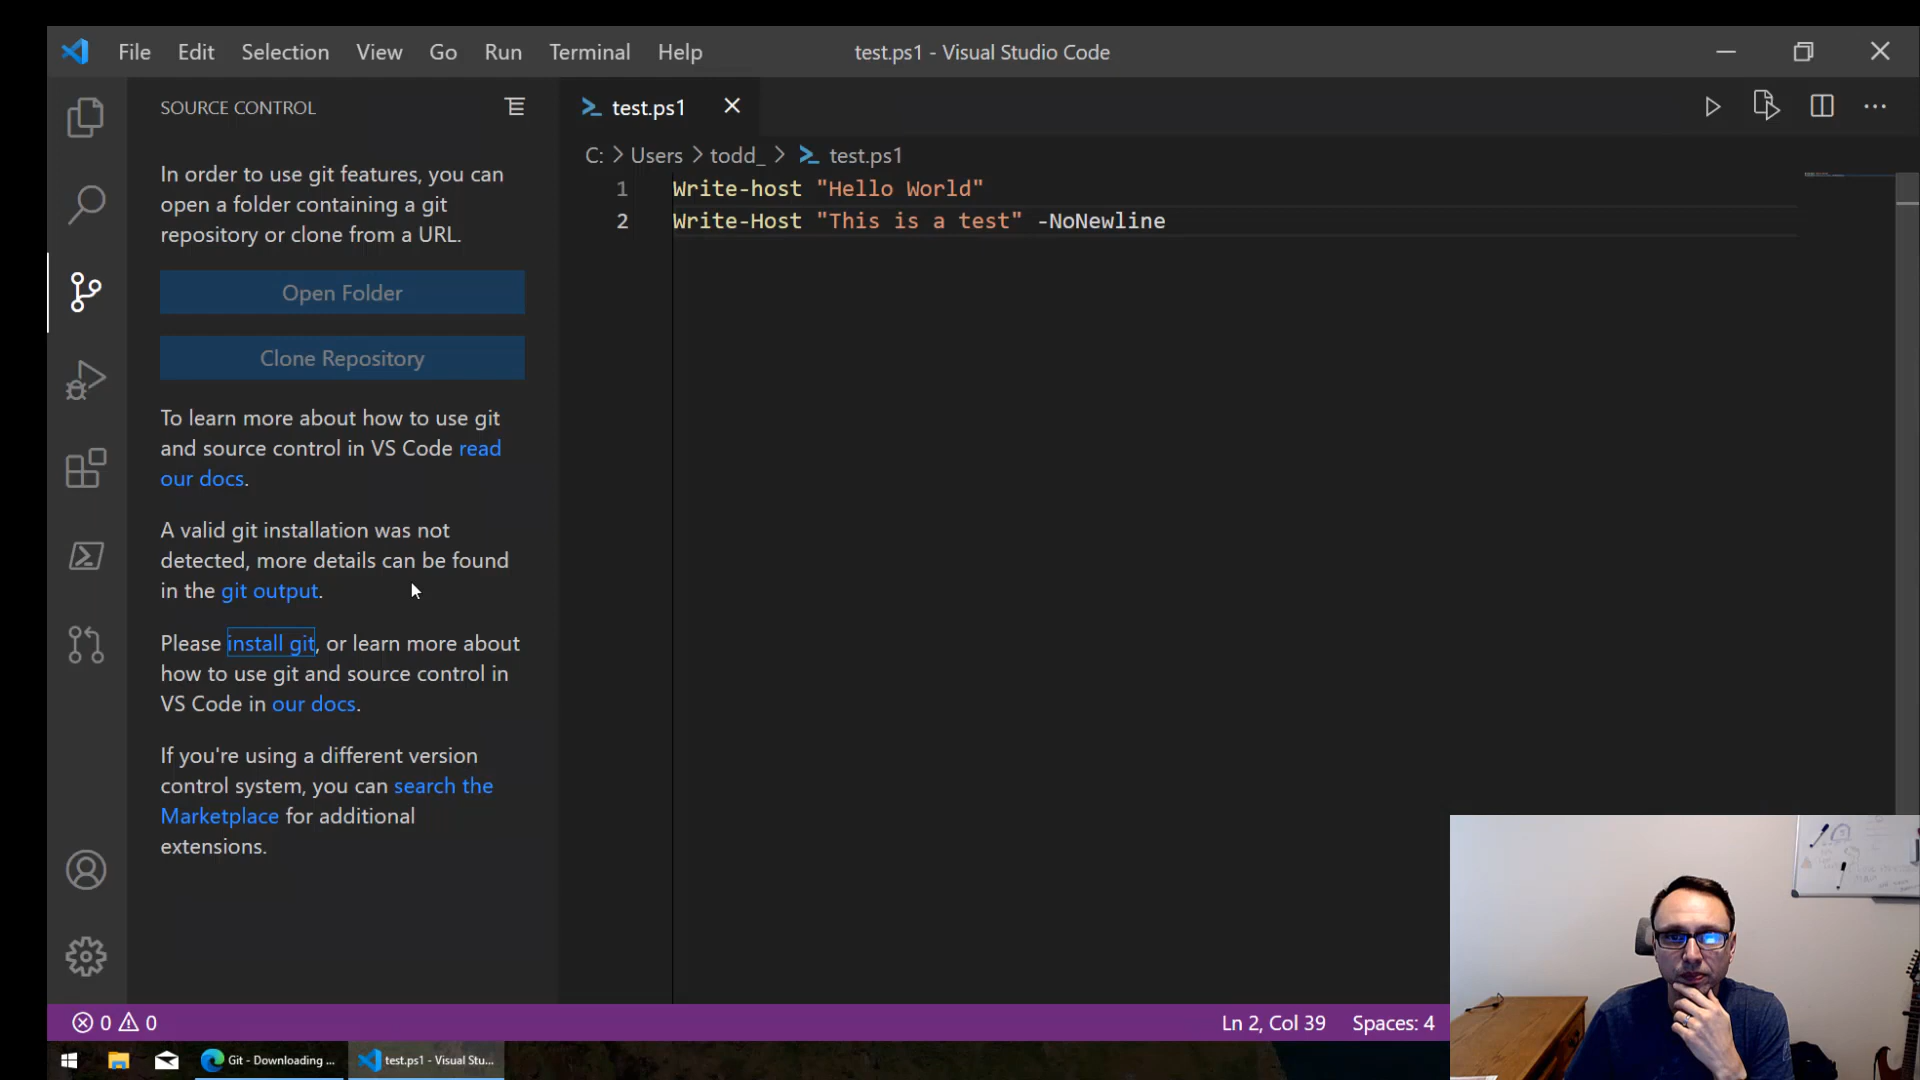 File Edit Selection View Go Run Terminal Help
test.ps1 - Visual Studio Code
SOURCE CONTROL
In order to use git features, you can
open a folder containing a git
repository or clone from a URL.
Open Folder
Clone Repository
To learn more about how to use git
and source control in VS Code read
our docs.
A valid git installation was not
detected, more details can be found
in the git output.
Please install git, or learn more about
how to use git and source control in
VS Code in our docs.
If you're using a different version
control system, you can search the
Marketplace for additional
extensions.
test.ps1
C: > Users > todd_ > test.ps1
1 Write-host "Hello World"
2 Write-Host "This is a test" -NoNewline
0 0
Ln 2, Col 39 Spaces: 4
Git - Downloading ...
test.ps1 - Visual Stu...